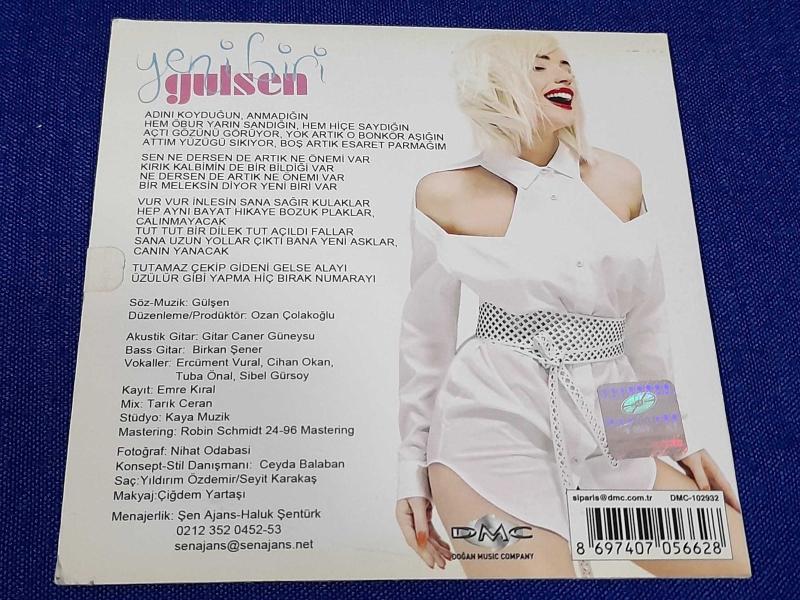 yeni biri
gulsen
ADINI KOYDUĞUN, ANMADIĞIN
HEM ÖBUR YARIN SANDIĞIN, HEM HİÇE SAYDIĞIN
AÇTI GÖZÜNÜ GÖRÜYOR, YOK ARTIK O BONKÖR AŞIĞIN
ATTIM YÜZÜGÜ SIKIYOR, BOŞ ARTIK ESARET PARMAĞIM
SEN NE DERSEN DE ARTIK NE ÖNEMİ VAR
KIRIK KALBİMİN DE BİR BİLDİĞİ VAR
NE DERSEN DE ARTIK NE ÖNEMI VAR
BIR MELEKSİN DİYOR YENİ BİRİ VAR
VUR VUR İNLESİN SANA SAĞIR KULAKLAR
HEP AYNI BAYAT HIKAYE BOZUK PLAKLAR,
CALINMAYACAK
TUT TUT BİR DİLEK TUT AÇILDI FALLAR
SANA UZUN YOLLAR ÇIKTI BANA YENİ ASKLAR,
CANIN YANACAK
TUTAMAZ ÇEKİP GİDENİ GELSE ALAYI
ÜZÜLÜR GİBİ YAPMA HİÇ BIRAK NUMARAYI
Söz-Muzik: Gülşen
Düzenleme/Prodüktör: Ozan Çolakoğlu
Akustik Gitar: Gitar Caner Güneysu
Bass Gitar: Birkan Şener
Vokaller: Ercüment Vural, Cihan Okan,
Tuba Önal, Sibel Gürsoy
Kayıt: Emre Kıral
Mix: Tarık Ceran
Stüdyo: Kaya Muzik
Mastering: Robin Schmidt 24-96 Mastering
Fotoğraf: Nihat Odabasi
Konsept-Stil Danışmanı: Ceyda Balaban
Saç:Yıldırım Özdemir/Seyit Karakaş
Makyaj:Çiğdem Yartaşı
Menajerlik: Şen Ajans-Haluk Şentürk
0212 352 0452-53
senajans@senajans.net
DMC
DOĞAN MUSIC COMPANY
siparis@dmc.com.tr DMC-102932
8 697407 056628